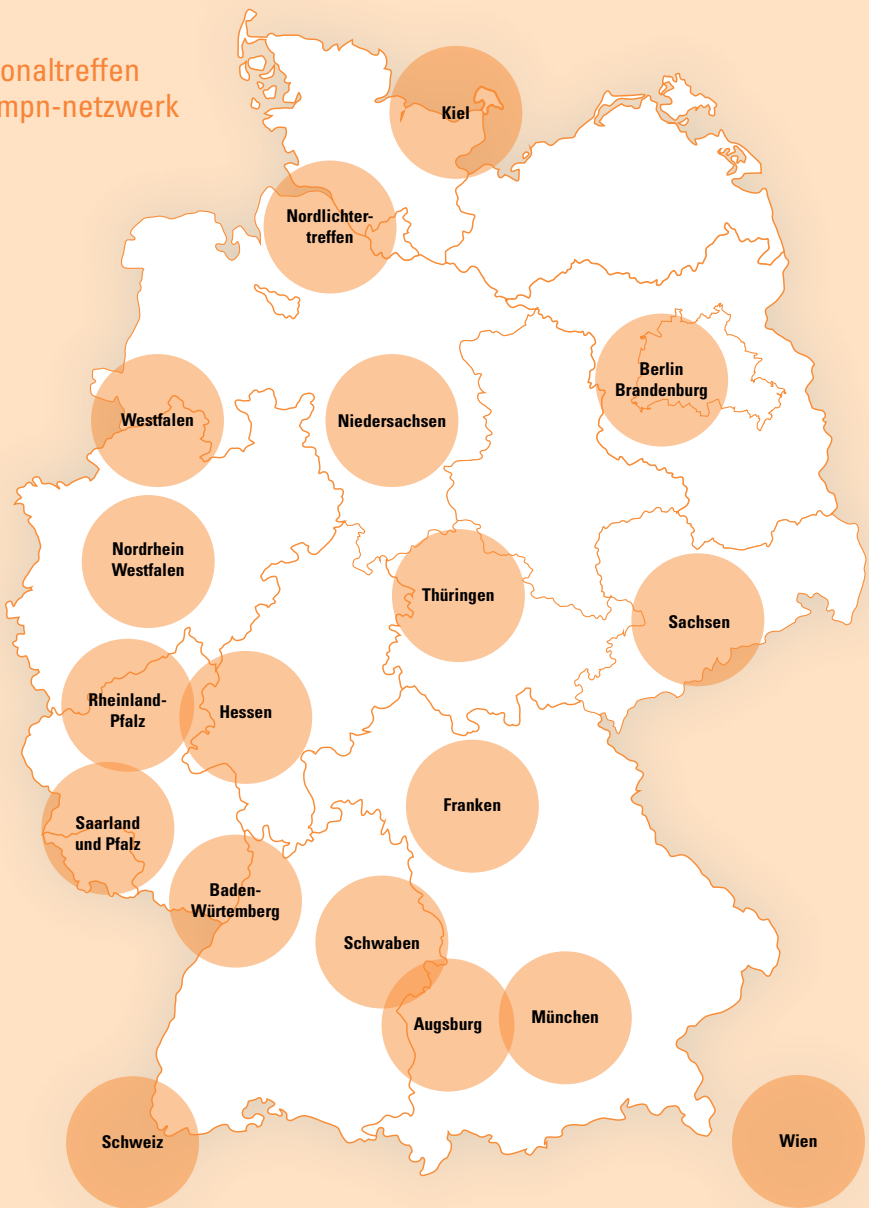 onaltreffen
mpn-netzwerk
Kiel
Nordlichter-
treffen
Berlin
Brandenburg
Westfalen
Niedersachsen
Nordrhein
Westfalen
Thüringen
Sachsen
Rheinland-
Pfalz
Hessen
Franken
Saarland
und Pfalz
Baden-
Würtemberg
Schwaben
Augsburg
München
Schweiz
Wien